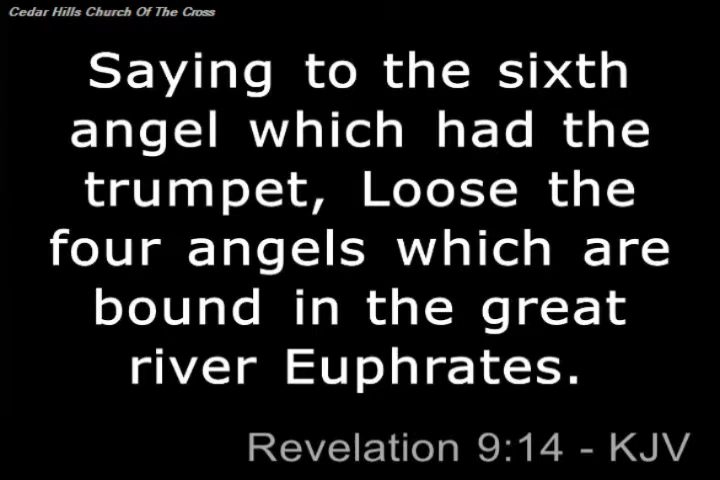 Cedar Hills Church Of The Cross
Saying to the sixth
angel which had the
trumpet, Loose the
four angels which are
bound in the great
river Euphrates.
Revelation 9:14 - KJV